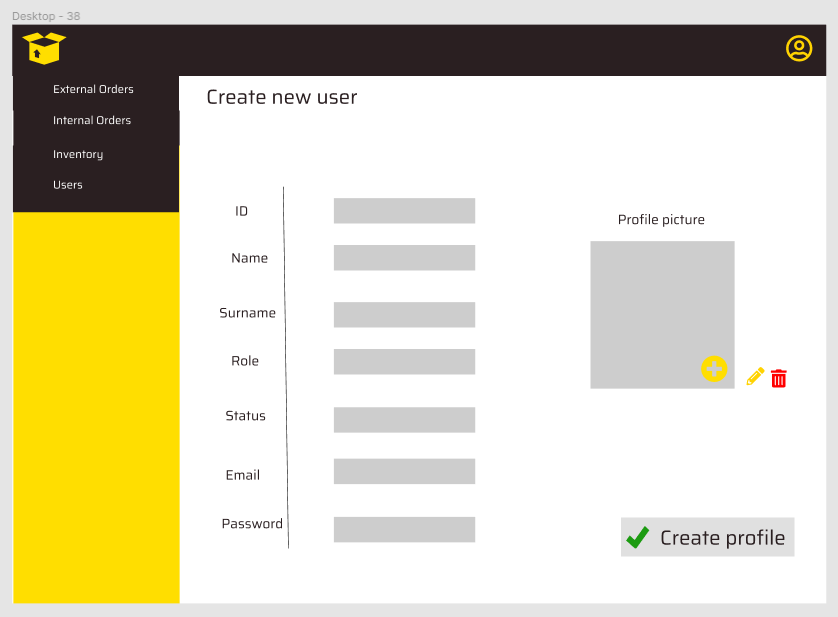 Desktop - 38
External Orders
Internal Orders
Inventory
Users
Create new user
ID
Name
Surname
Role
Status
Email
Password
Profile picture
Create profile